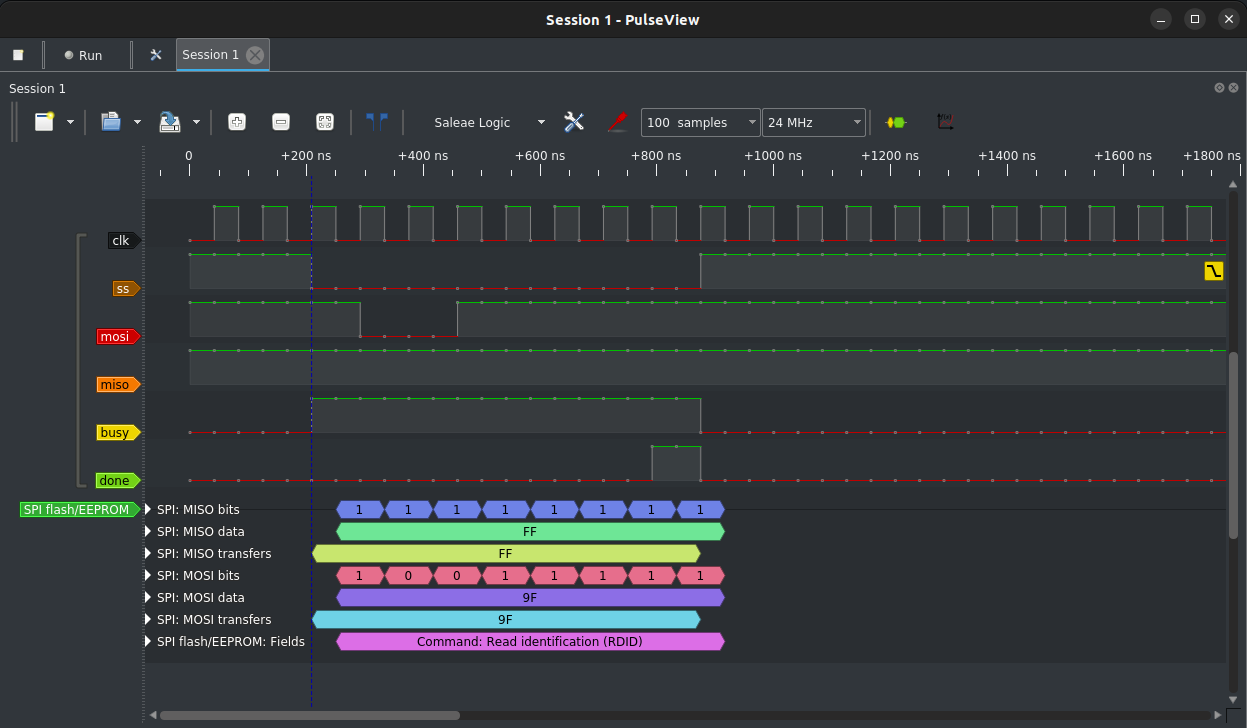 Session 1 - PulseView
Run
Session 1
Session 1
Saleae Logic
100 samples
24 MHz
0 +200 ns +400 ns +600 ns +800 ns +1000 ns +1200 ns +1400 ns +1600 ns +1800 ns
clk
ss
mosi
miso
busy
done
SPI flash/EEPROM SPI: MISO bits 1 1 1 1 1 1 1 1
SPI: MISO data FF
SPI: MISO transfers FF
SPI: MOSI bits 1 0 0 1 1 1 1 1
SPI: MOSI data 9F
SPI: MOSI transfers 9F
SPI flash/EEPROM: Fields Command: Read identification (RDID)